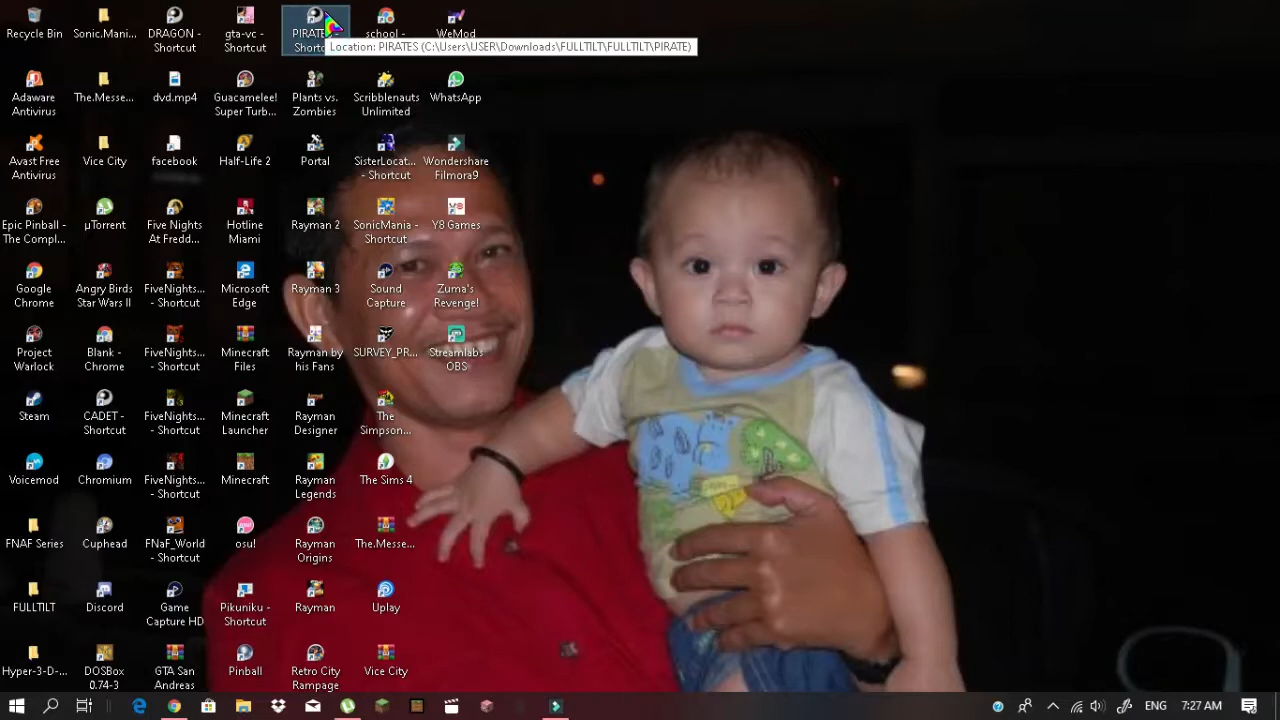 Recycle Bin
Sonic.Mani...
DRAGON -
Shortcut
gta-vc -
Shortcut
PIRATES -
Shortcut
school -
WeMod
Location: PIRATES (C:\Users\USER\Downloads\FULLTILT\FULLTILT\PIRATE)
Adaware
Antivirus
The.Messe...
dvd.mp4
Guacamelee!
Super Turb...
Plants vs.
Zombies
Scribblenauts
Unlimited
WhatsApp
Avast Free
Antivirus
Vice City
facebook
Half-Life 2
Portal
SisterLocat...
- Shortcut
Wondershare
Filmora9
Epic Pinball -
The Compl...
µTorrent
Five Nights
At Fredd...
Hotline
Miami
Rayman 2
SonicMania -
Shortcut
Y8 Games
Google
Chrome
Angry Birds
Star Wars II
FiveNights...
- Shortcut
Microsoft
Edge
Rayman 3
Sound
Capture
Zuma's
Revenge!
Project
Warlock
Blank -
Chrome
FiveNights...
- Shortcut
Minecraft
Files
Rayman by
his Fans
SURVEY_PR...
Streamlabs
OBS
Steam
CADET -
Shortcut
FiveNights...
- Shortcut
Minecraft
Launcher
Rayman
Designer
The
Simpson...
Voicemod
Chromium
FiveNights...
- Shortcut
Minecraft
Rayman
Legends
The Sims 4
FNAF Series
Cuphead
FNaF_World
- Shortcut
osu!
Rayman
Origins
The.Messe...
FULLTILT
Discord
Game
Capture HD
Pikuniku -
Shortcut
Rayman
Uplay
Hyper-3-D-...
DOSBox
0.74-3
GTA San
Andreas
Pinball
Retro City
Rampage
Vice City
ENG
7:27 AM